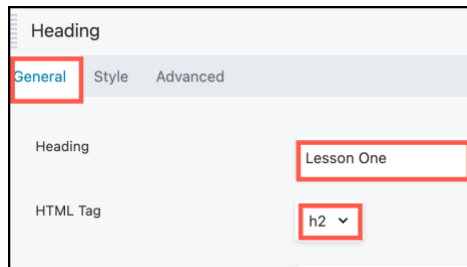 Heading
General Style Advanced
Heading
Lesson One
HTML Tag
h2